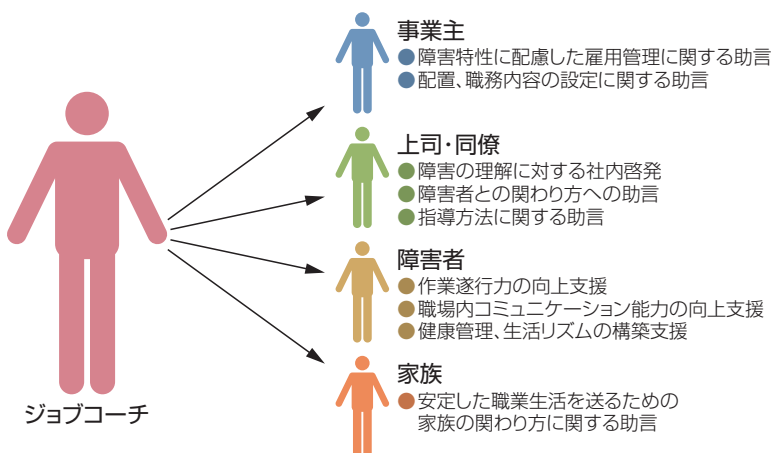 事業主
●障害特性に配慮した雇用管理に関する助言
●配置、職務内容の設定に関する助言
上司・同僚
●障害の理解に対する社内啓発
●障害者との関わり方への助言
●指導方法に関する助言
障害者
●作業遂行力の向上支援
●職場内コミュニケーション能力の向上支援
●健康管理、生活リズムの構築支援
家族
●安定した職業生活を送るための
家族の関わり方に関する助言
ジョブコーチ